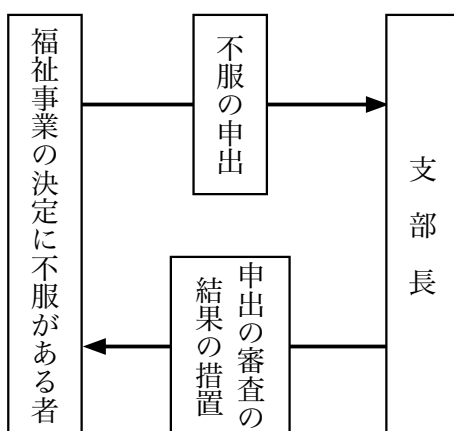 福祉事業の決定に不服がある者
不服の申出
支部長
申出の審査の
結果の措置